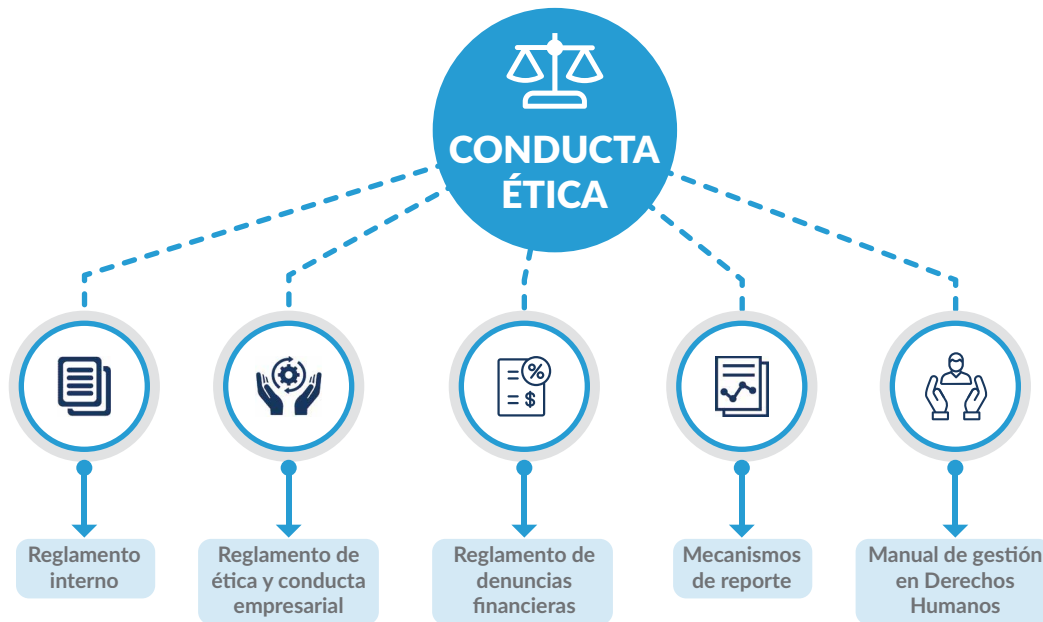 CONDUCTA
ÉTICA
%
$
Reglamento
interno
Reglamento de
ética y conducta
empresarial
Reglamento de
denuncias
financieras
Mecanismos
de reporte
Manual de gestión
en Derechos
Humanos